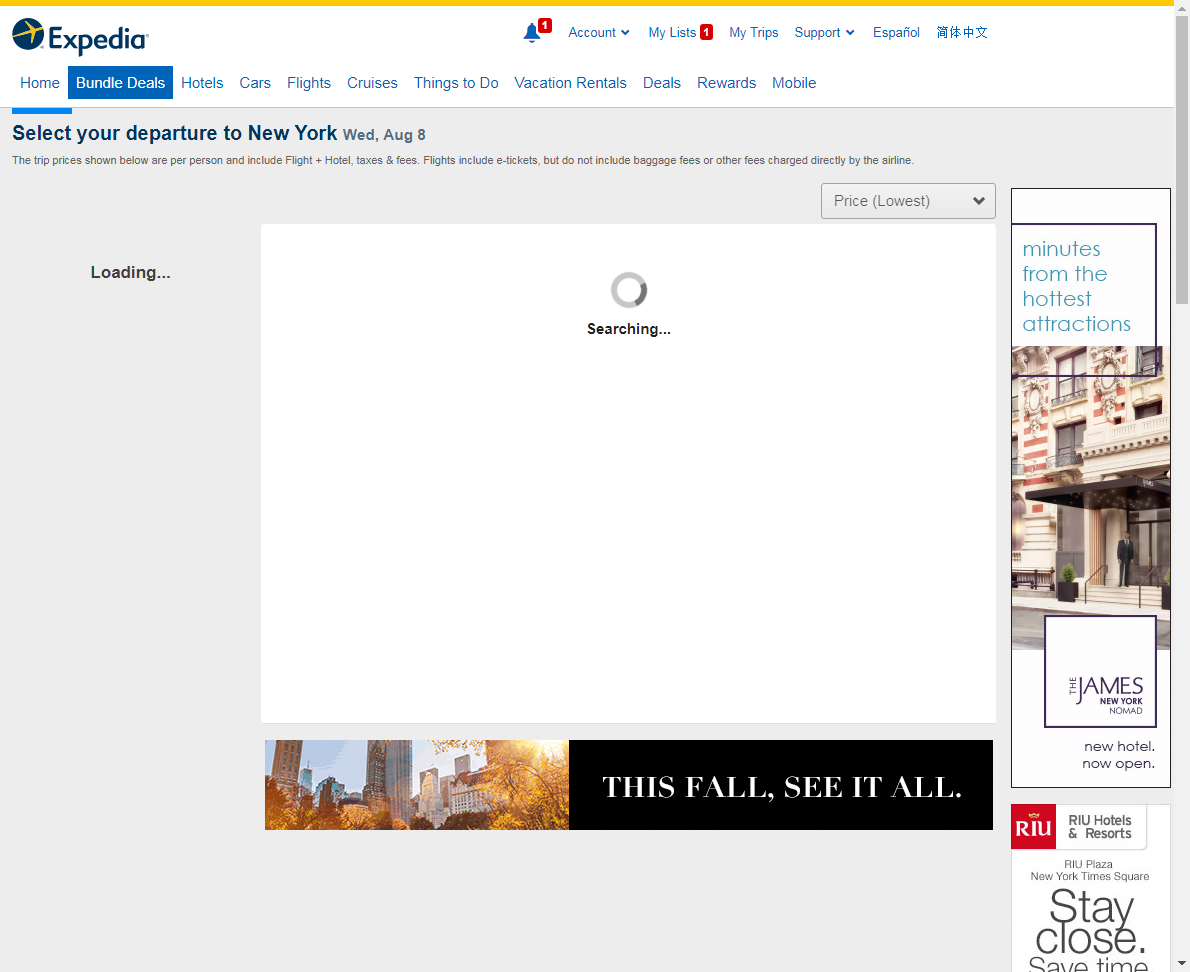 Expedia
1
Account
My Lists 1
My Trips
Support
Español
简体中文
Home
Bundle Deals
Hotels
Cars
Flights
Cruises
Things to Do
Vacation Rentals
Deals
Rewards
Mobile
Select your departure to New York Wed, Aug 8
The trip prices shown below are per person and include Flight + Hotel, taxes & fees. Flights include e-tickets, but do not include baggage fees or other fees charged directly by the airline.
Price (Lowest)
Loading...
Searching...
minutes
from the
hottest
attractions
THE JAMES
NEW YORK
NOMAD
new hotel.
now open.
THIS FALL, SEE IT ALL.
RIU
RIU Hotels
& Resorts
RIU Plaza
New York Times Square
Stay
close.
Save time